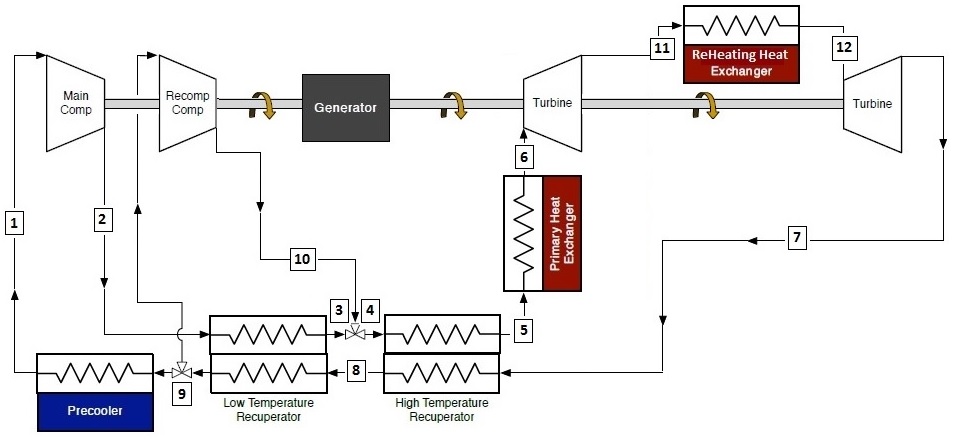 11
ReHeating Heat
Exchanger
12
Main
Comp
Recomp
Comp
Generator
Turbine
Turbine
6
Primary Heat
Exchanger
1
2
7
10
3
4
5
8
9
Precooler
Low Temperature
Recuperator
High Temperature
Recuperator